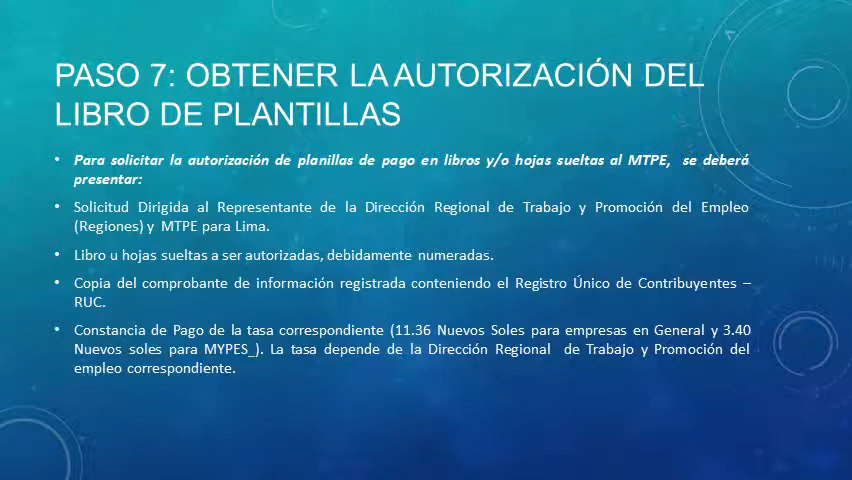 PASO 7: OBTENER LA AUTORIZACIÓN DEL
LIBRO DE PLANTILLAS
• Para solicitar la autorización de planillas de pago en libros y/o hojas sueltas al MTPE, se deberá
presentar:
• Solicitud Dirigida al Representante de la Dirección Regional de Trabajo y Promoción del Empleo
(Regiones) y MTPE para Lima.
• Libro u hojas sueltas a ser autorizadas, debidamente numeradas.
• Copia del comprobante de información registrada conteniendo el Registro Único de Contribuyentes –
RUC.
• Constancia de Pago de la tasa correspondiente (11.36 Nuevos Soles para empresas en General y 3.40
Nuevos soles para MYPES_). La tasa depende de la Dirección Regional de Trabajo y Promoción del
empleo correspondiente.